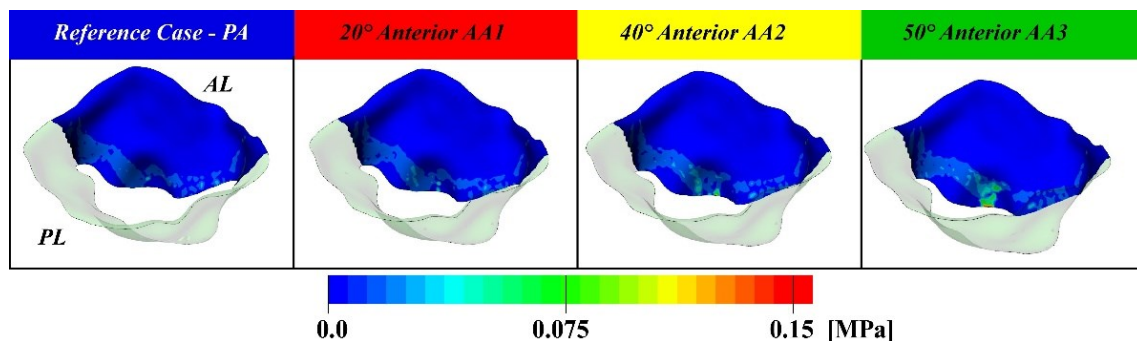 Reference Case - PA
20° Anterior AA1
40° Anterior AA2
50° Anterior AA3
AL
PL
0.0 0.075 0.15 [MPa]